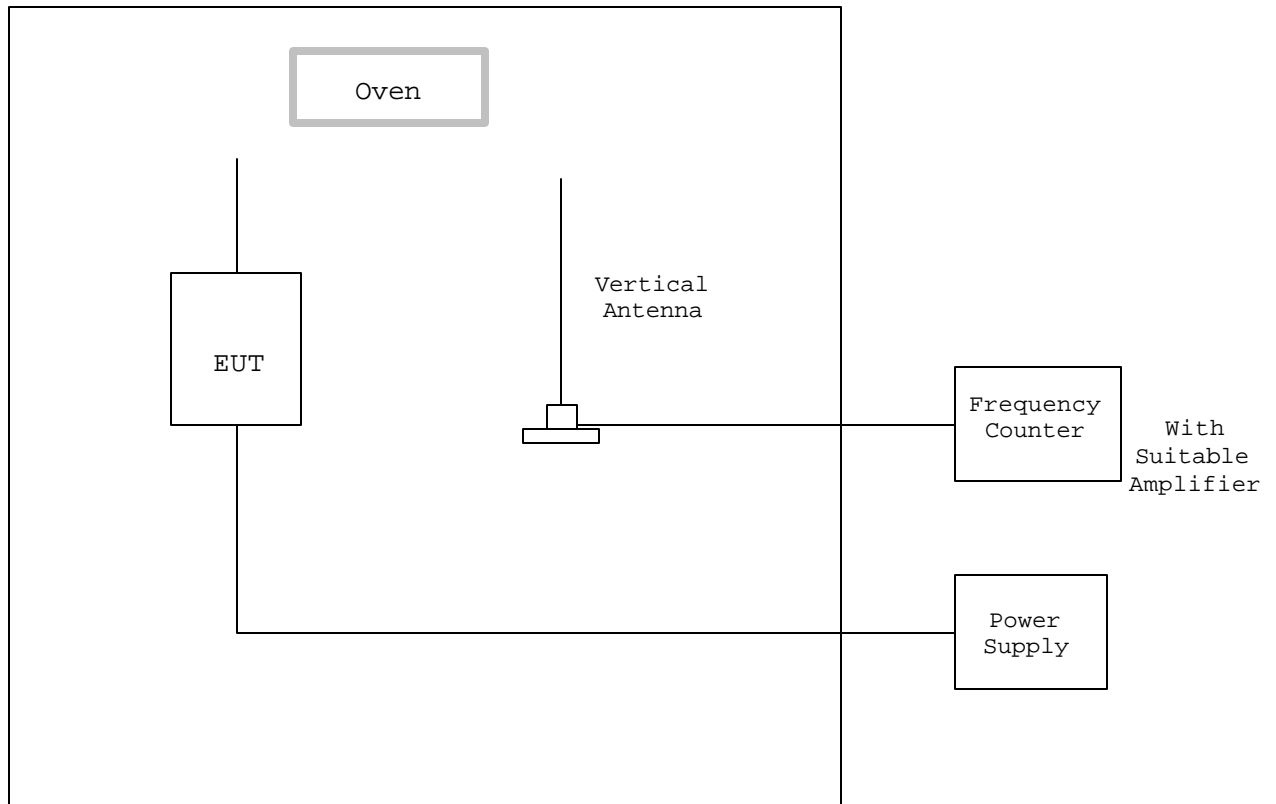 Oven
Vertical
Antenna
EUT
Frequency
Counter
With
Suitable
Amplifier
Power
Supply